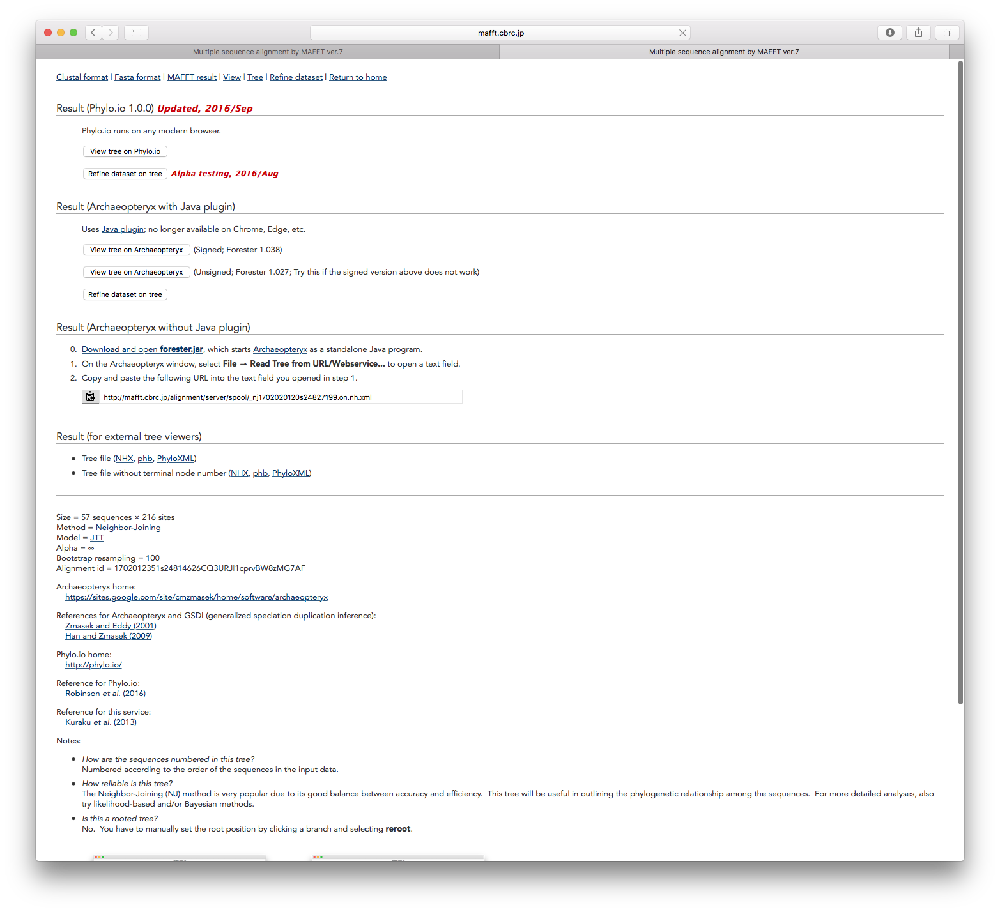 mafft.cbrc.jp
Multiple sequence alignment by MAFFT ver.7
Multiple sequence alignment by MAFFT ver.7
Clustal format | Fasta format | MAFFT result | View | Tree | Refine dataset | Return to home
Result (Phylo.io 1.0.0) Updated, 2016/Sep
Phylo.io runs on any modern browser.
View tree on Phylo.io
Refine dataset on tree Alpha testing, 2016/Aug
Result (Archaeopteryx with Java plugin)
Uses Java plugin; no longer available on Chrome, Edge, etc.
View tree on Archaeopteryx (Signed; Forester 1.038)
View tree on Archaeopteryx (Unsigned; Forester 1.027; Try this if the signed version above does not work)
Refine dataset on tree
Result (Archaeopteryx without Java plugin)
0. Download and open forester.jar, which starts Archaeopteryx as a standalone Java program.
1. On the Archaeopteryx window, select File → Read Tree from URL/Webservice... to open a text field.
2. Copy and paste the following URL into the text field you opened in step 1.
http://mafft.cbrc.jp/alignment/server/spool/_nj1702020120s24827199.on.nh.xml
Result (for external tree viewers)
• Tree file (NHX, phb, PhyloXML)
• Tree file without terminal node number (NHX, phb, PhyloXML)
Size = 57 sequences × 216 sites
Method = Neighbor-Joining
Model = JTT
Alpha = ∞
Bootstrap resampling = 100
Alignment id = 1702012351s24814626CQ3URJl1cprvBW8zMG7AF
Archaeopteryx home:
https://sites.google.com/site/cmzmasek/home/software/archaeopteryx
References for Archaeopteryx and GSDI (generalized speciation duplication inference):
Zmasek and Eddy (2001)
Han and Zmasek (2009)
Phylo.io home:
http://phylo.io/
Reference for Phylo.io:
Robinson et al. (2016)
Reference for this service:
Kuraku et al. (2013)
Notes:
• How are the sequences numbered in this tree?
Numbered according to the order of the sequences in the input data.
• How reliable is this tree?
The Neighbor-Joining (NJ) method is very popular due to its good balance between accuracy and efficiency. This tree will be useful in outlining the phylogenetic relationship among the sequences. For more detailed analyses, also
try likelihood-based and/or Bayesian methods.
• Is this a rooted tree?
No. You have to manually set the root position by clicking a branch and selecting reroot.